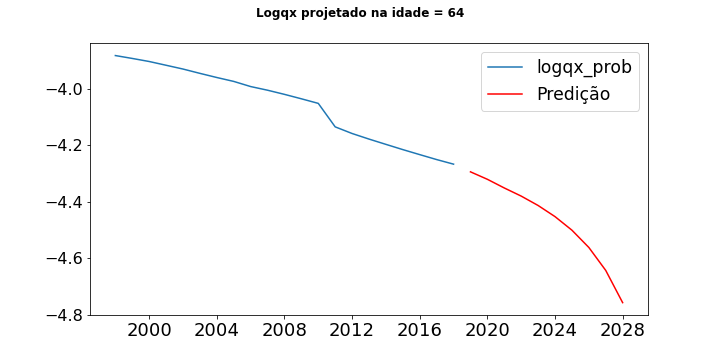 Logqx projetado na idade = 64
logqx_prob
Predição
−4.0
−4.2
−4.4
−4.6
−4.8
2000 2004 2008 2012 2016 2020 2024 2028